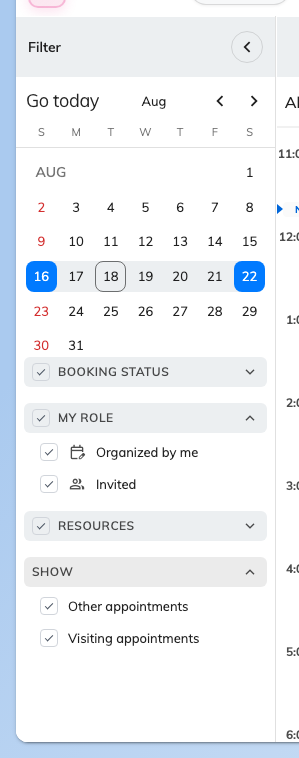 Filter
Go today Aug
S M T W T F S
AUG 1
2 3 4 5 6 7 8
9 10 11 12 13 14 15
16 17 18 19 20 21 22
23 24 25 26 27 28 29
30 31
BOOKING STATUS
MY ROLE
Organized by me
Invited
RESOURCES
SHOW
Other appointments
Visiting appointments
Al
11:0
12:0
1:0
2:0
3:0
4:0
5:0
6:0